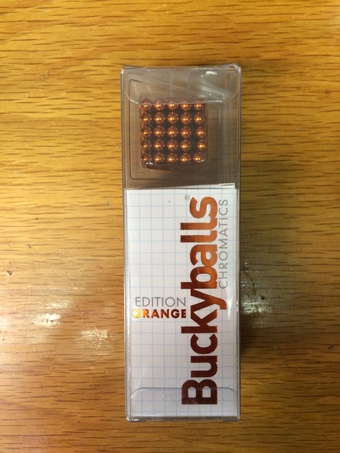 Buckyballs
CHROMATICS
EDITION
ORANGE